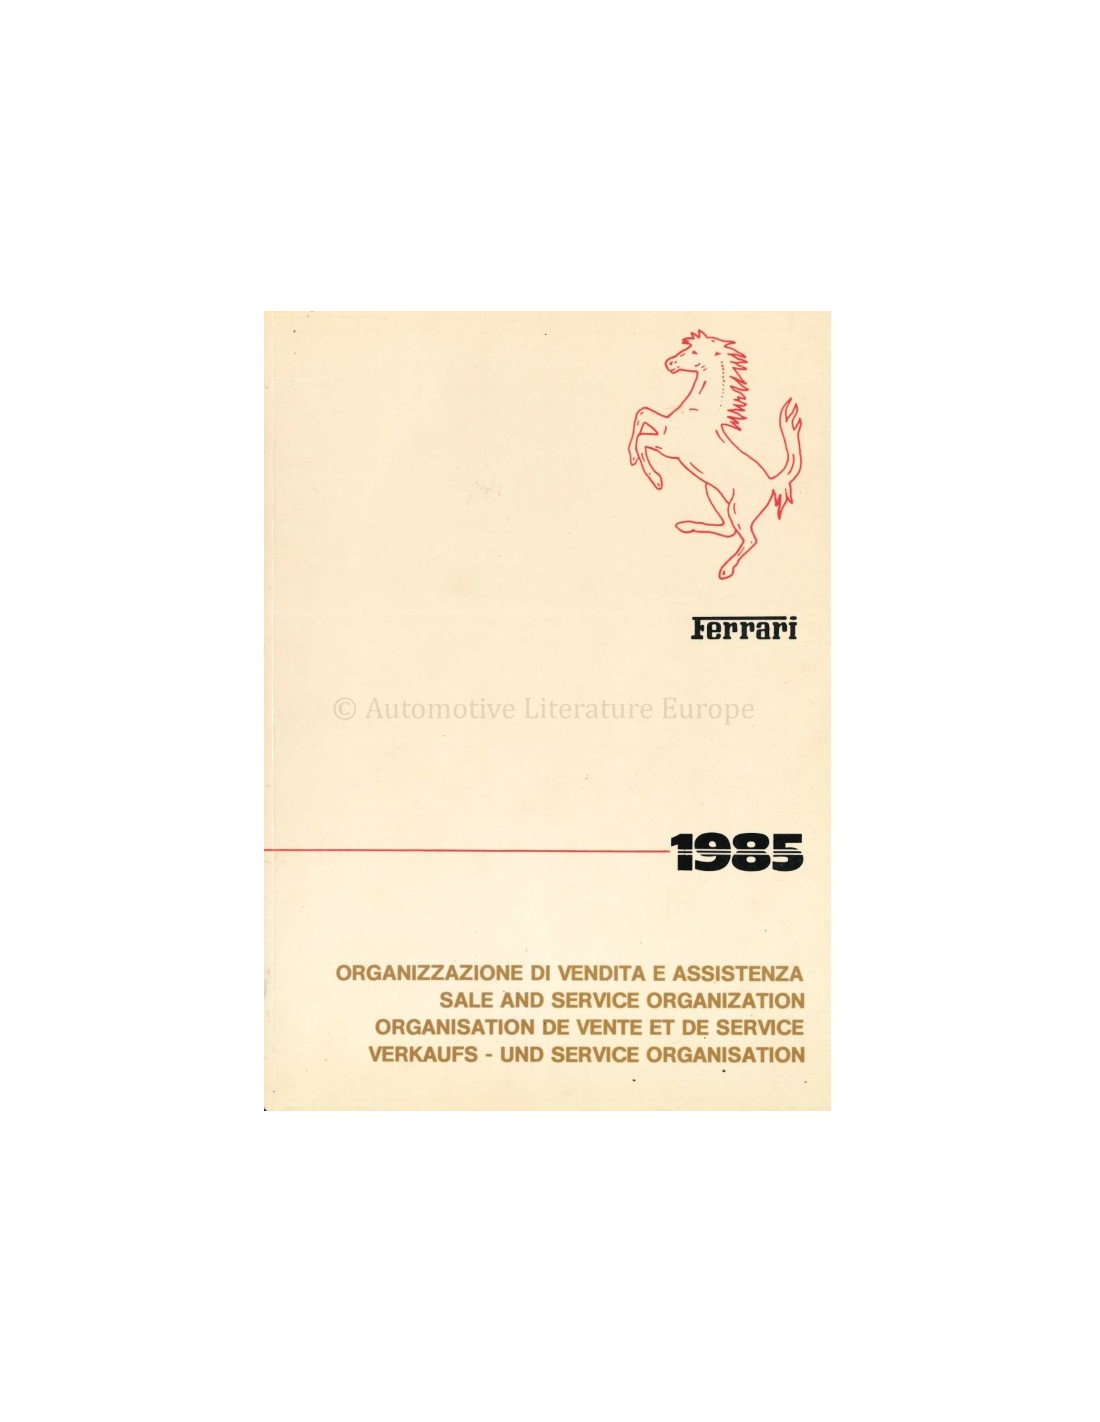 Ferrari
© Automotive Literature Europe
1985
ORGANIZZAZIONE DI VENDITA E ASSISTENZA
SALE AND SERVICE ORGANIZATION
ORGANISATION DE VENTE ET DE SERVICE
VERKAUFS - UND SERVICE ORGANISATION